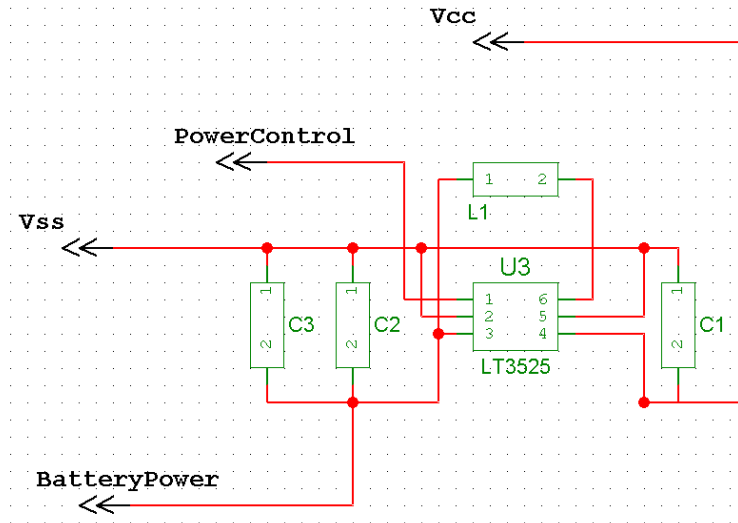 Vcc
PowerControl
1 2
L1
Vss
U3
1 6
2 5
3 4
LT3525
1
2
C3
1
2
C2
1
2
C1
BatteryPower